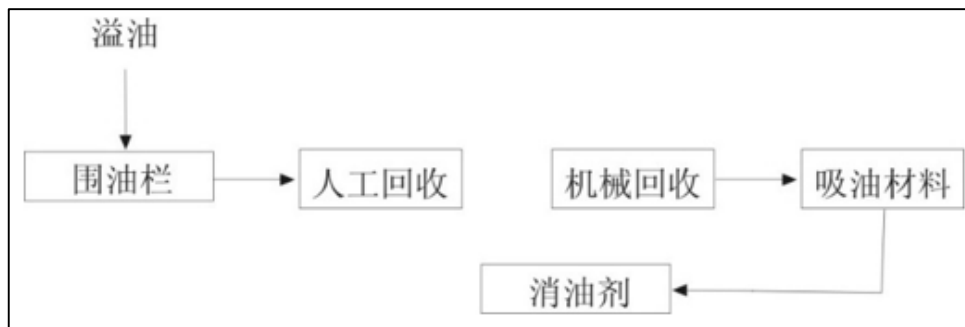 溢油
围油栏
人工回收
机械回收
吸油材料
消油剂